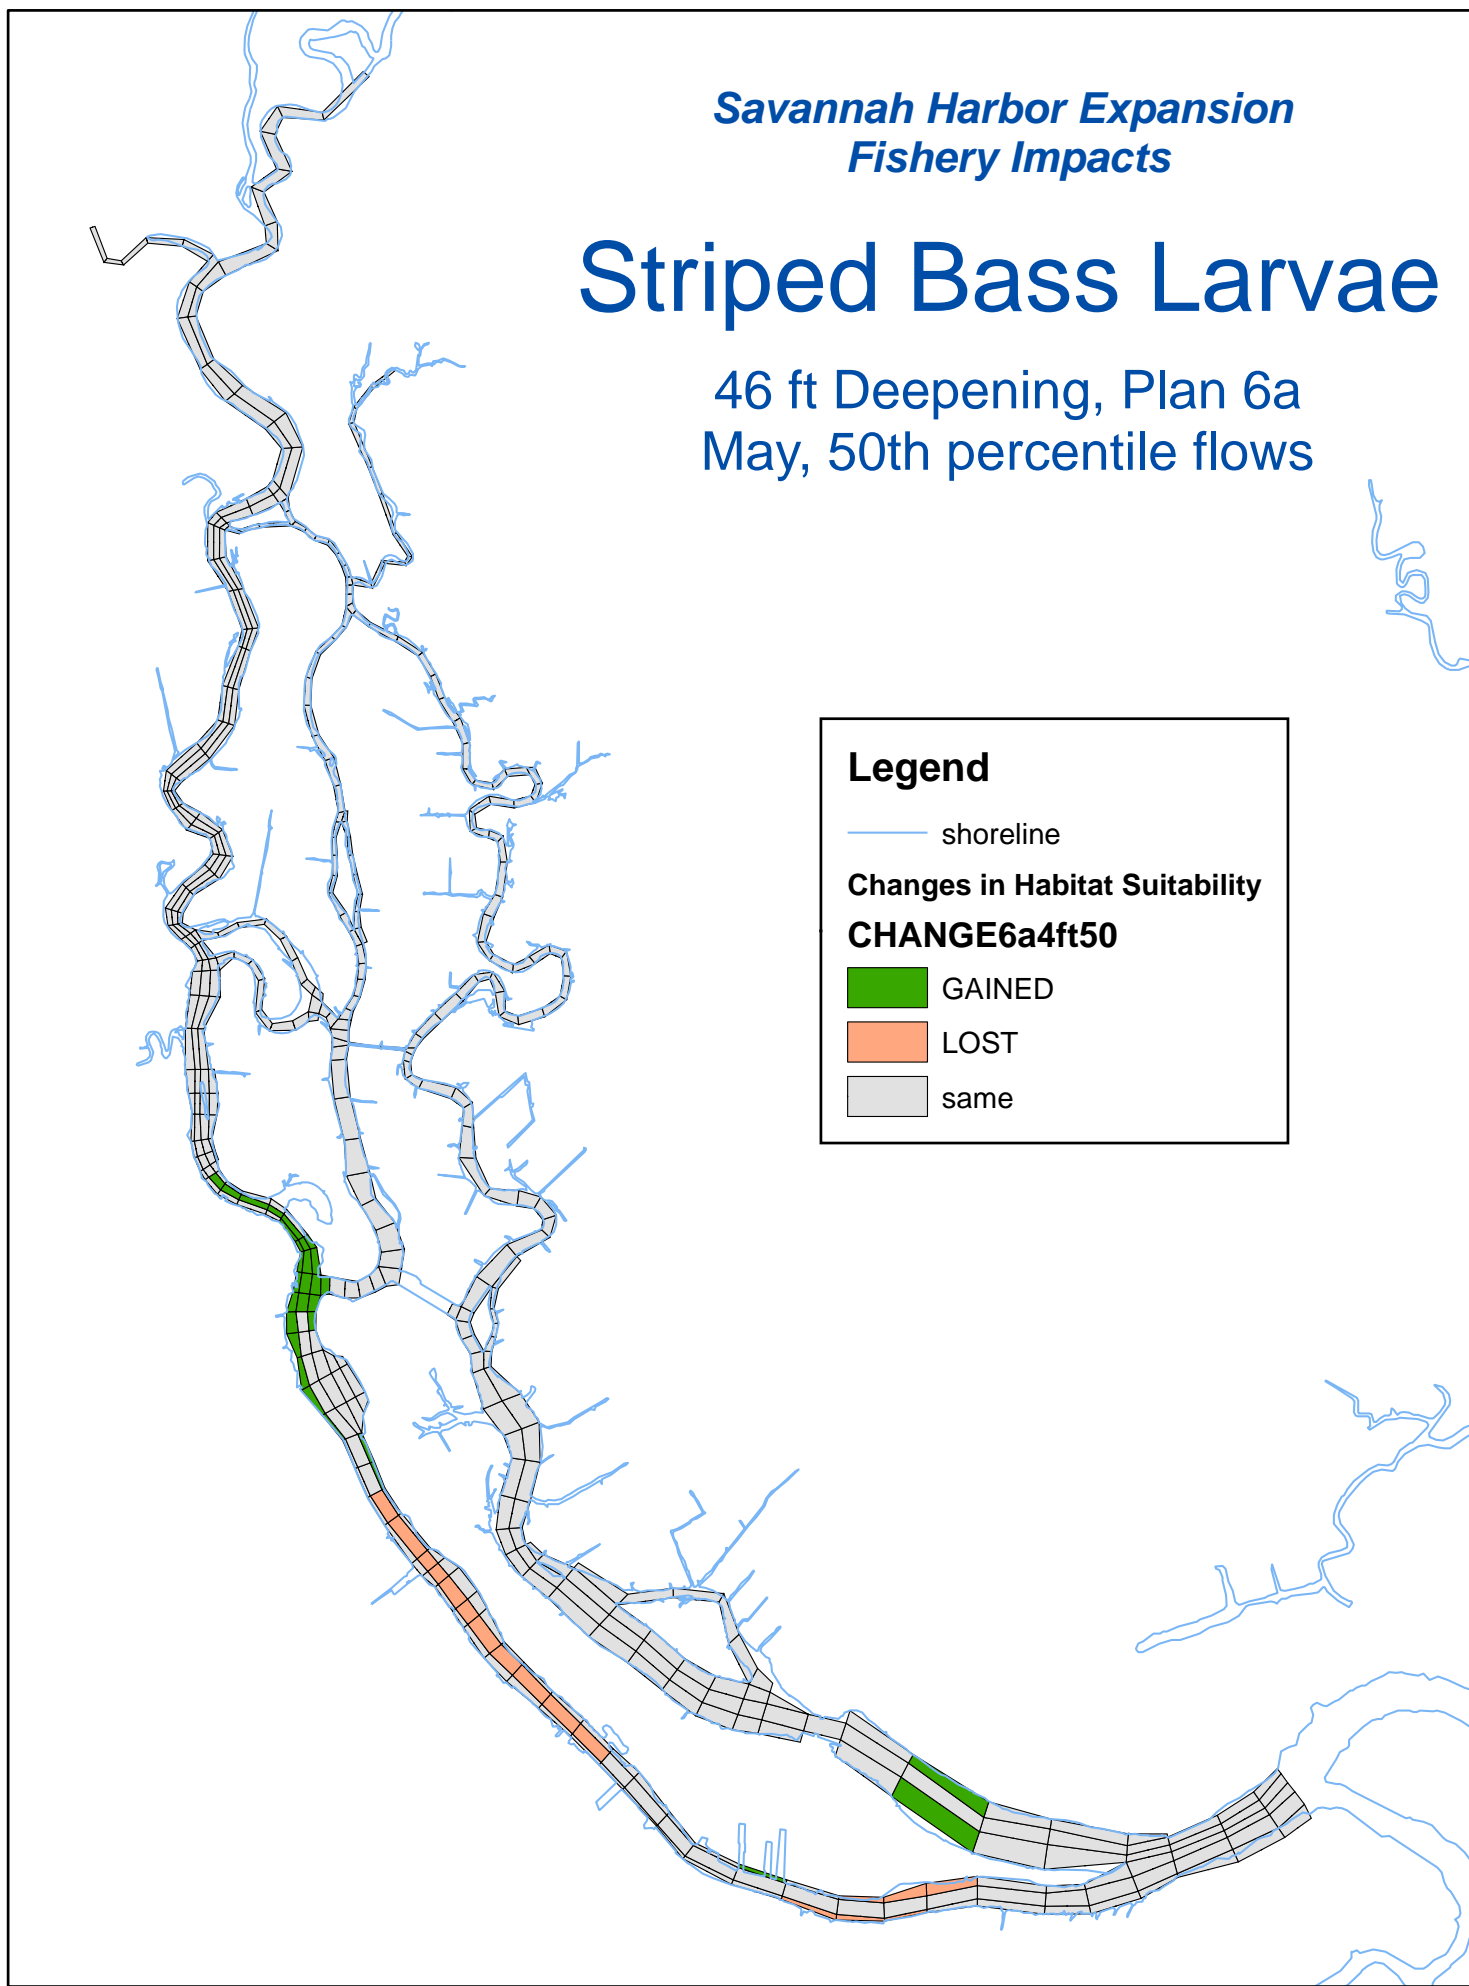 Savannah Harbor Expansion
Fishery Impacts
Striped Bass Larvae
46 ft Deepening, Plan 6a
May, 50th percentile flows
Legend
shoreline
Changes in Habitat Suitability
CHANGE6a4ft50
GAINED
LOST
same